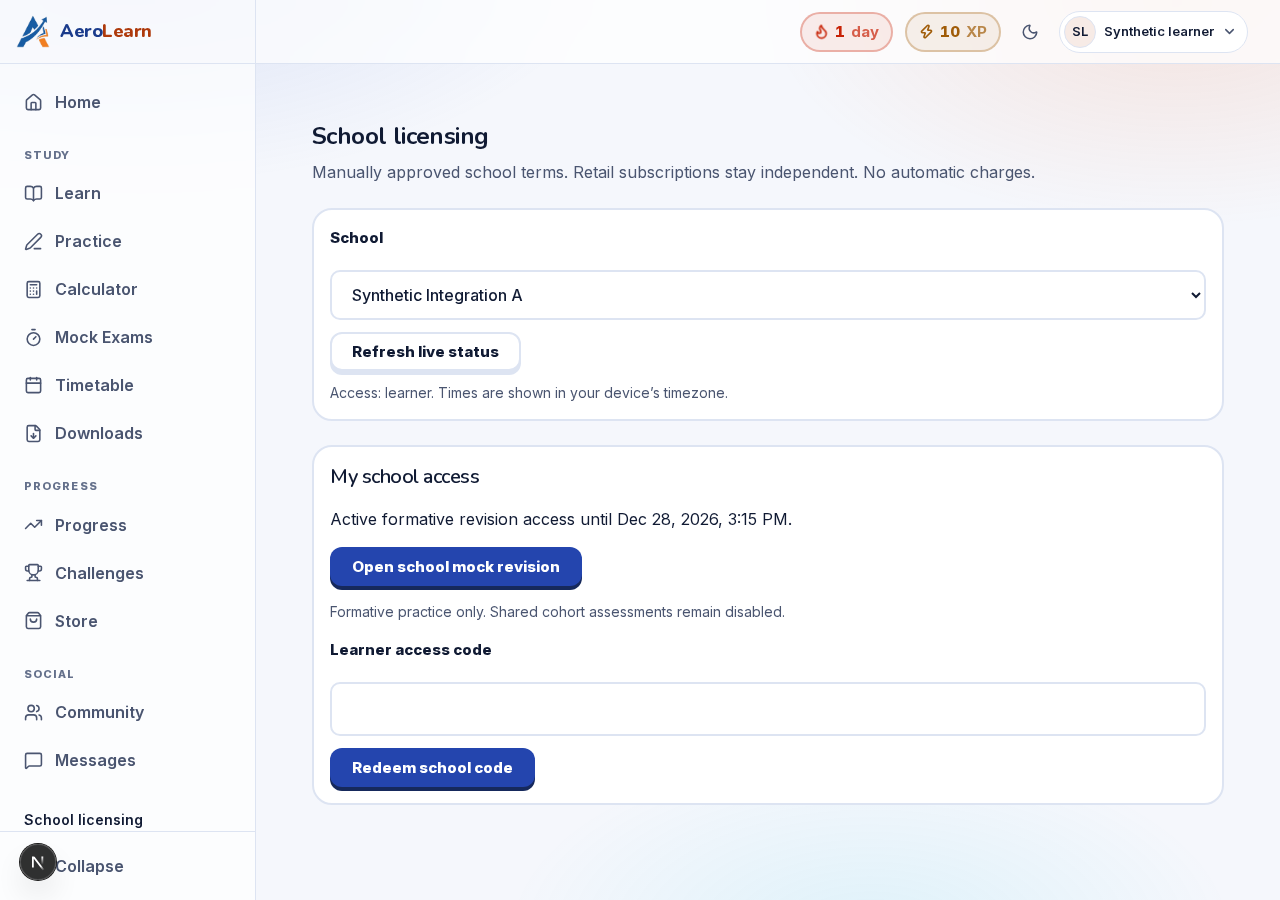 AeroLearn
1 day
10 XP
SL
Synthetic learner
Home
STUDY
Learn
Practice
Calculator
Mock Exams
Timetable
Downloads
PROGRESS
Progress
Challenges
Store
SOCIAL
Community
Messages
School licensing
N
Collapse
School licensing
Manually approved school terms. Retail subscriptions stay independent. No automatic charges.
School
Synthetic Integration A
Refresh live status
Access: learner. Times are shown in your device’s timezone.
My school access
Active formative revision access until Dec 28, 2026, 3:15 PM.
Open school mock revision
Formative practice only. Shared cohort assessments remain disabled.
Learner access code
Redeem school code